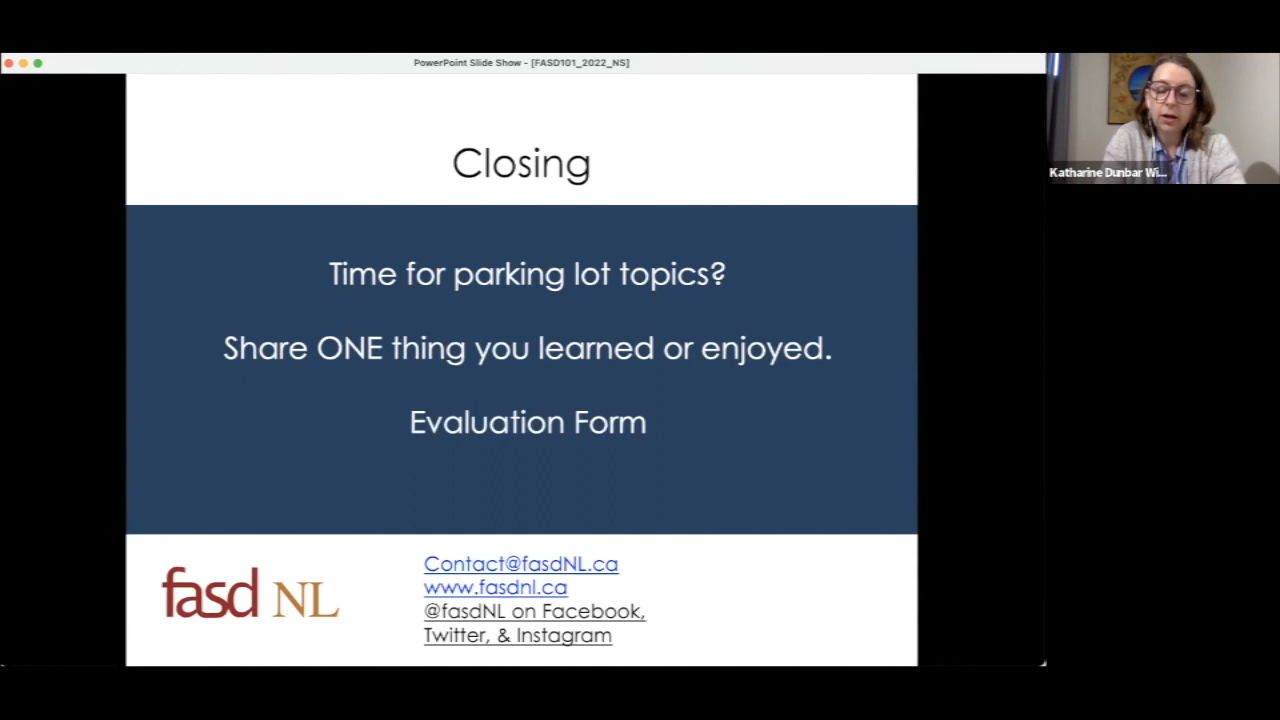 PowerPoint Slide Show - [FASD101_2022_NS]
Closing
Time for parking lot topics?
Share ONE thing you learned or enjoyed.
Evaluation Form
fasd NL
Contact@fasdNL.ca
www.fasdnl.ca
@fasdNL on Facebook,
Twitter, & Instagram
Katharine Dunbar Wi...